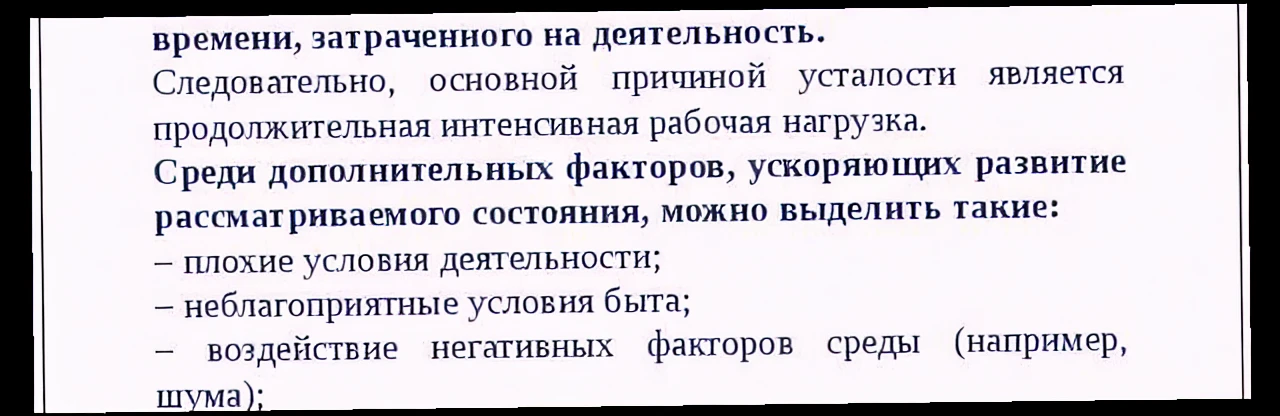 времени, затраченного на деятельность.
Следовательно, основной причиной усталости является
продолжительная интенсивная рабочая нагрузка.
Среди дополнительных факторов, ускоряющих развитие
рассматриваемого состояния, можно выделить такие:
– плохие условия деятельности;
– неблагоприятные условия быта;
– воздействие негативных факторов среды (например,
шума);